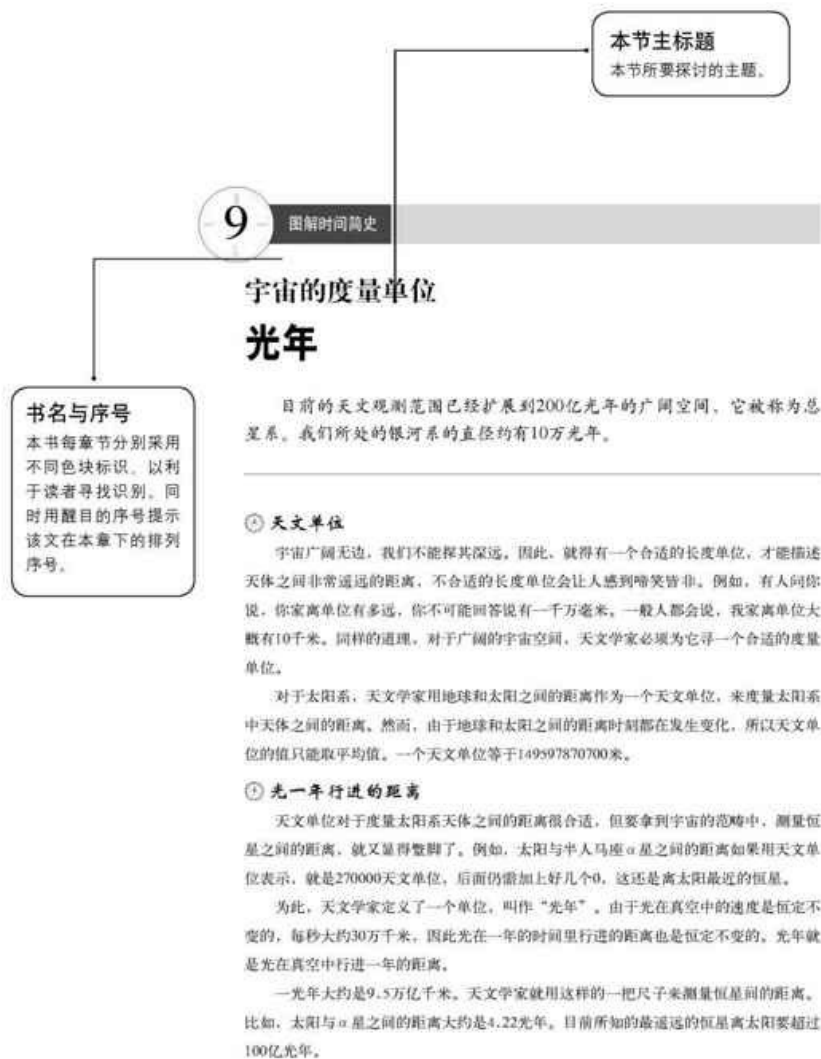 本节主标题
本节所要探讨的主题。
9
图解时间简史
宇宙的度量单位
光年
书名与序号
本书每章节分别采用
不同色块标识，以利
于读者寻找识别。同
时用醒目的序号提示
该文在本章下的排列
序号。
目前的天文观测范围已经扩展到200亿光年的广阔空间，它被称为总
星系。我们所处的银河系的直径约有10万光年。
天文单位
宇宙广阔无边，我们不能探其深远。因此，就得有一个合适的长度单位，才能描述
天体之间非常遥远的距离，不合适的长度单位会让人感到啼笑皆非。例如，有人问你
说，你家离单位有多远，你不可能回答说有一千万毫米。一般人都会说，我家离单位大
概有10千米。同样的道理，对于广阔的宇宙空间，天文学家必须为它寻一个合适的度量
单位。
对于太阳系，天文学家用地球和太阳之间的距离作为一个天文单位，来度量太阳系
中天体之间的距离。然而，由于地球和太阳之间的距离时刻都在发生变化，所以天文单
位的值只能取平均值。一个天文单位等于149597870700米。
光一年行进的距离
天文单位对于度量太阳系天体之间的距离很合适，但要拿到宇宙的范畴中，测量恒
星之间的距离，就又显得蹩脚了。例如，太阳与半人马座α星之间的距离如果用天文单
位表示，就是270000天文单位，后面仍需加上好几个0，这还是离太阳最近的恒星。
为此，天文学家定义了一个单位，叫作“光年”。由于光在真空中的速度是恒定不
变的，每秒大约30万千米，因此光在一年的时间里行进的距离也是恒定不变的。光年就
是光在真空中行进一年的距离。
一光年大约是9.5万亿千米。天文学家就用这样的一把尺子来测量恒星间的距离。
比如，太阳与α星之间的距离大约是4.22光年。目前所知的最遥远的恒星离太阳要超过
100亿光年。